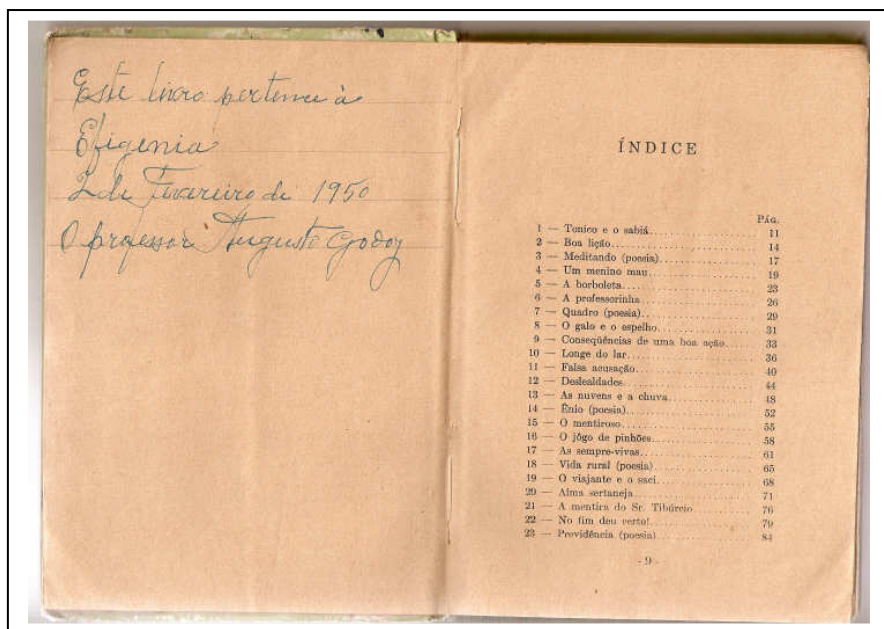 Este livro pertence à
Efigenia
2 de Fevereiro de 1950
O professor Augusto Godoy
ÍNDICE
PÁG.
1 — Tonico e o sabiá 11
2 — Boa lição 14
3 — Meditando (poesia) 17
4 — Um menino mau 19
5 — A borboleta 23
6 — A professorinha 26
7 — Quadro (poesia) 29
8 — O galo e o espelho 31
9 — Conseqüências de uma boa ação 33
10 — Longe do lar 36
11 — Falsa acusação 40
12 — Deslealdades 44
13 — As nuvens e a chuva 48
14 — Ênio (poesia) 52
15 — O mentiroso 55
16 — O jôgo de pinhões 58
17 — As sempre-vivas 61
18 — Vida rural (poesia) 65
19 — O viajante e o saci 68
20 — Alma sertaneja 71
21 — A mentira do Sr. Tibúrcio 76
22 — No fim deu certo! 79
23 — Providência (poesia) 84
- 9 -